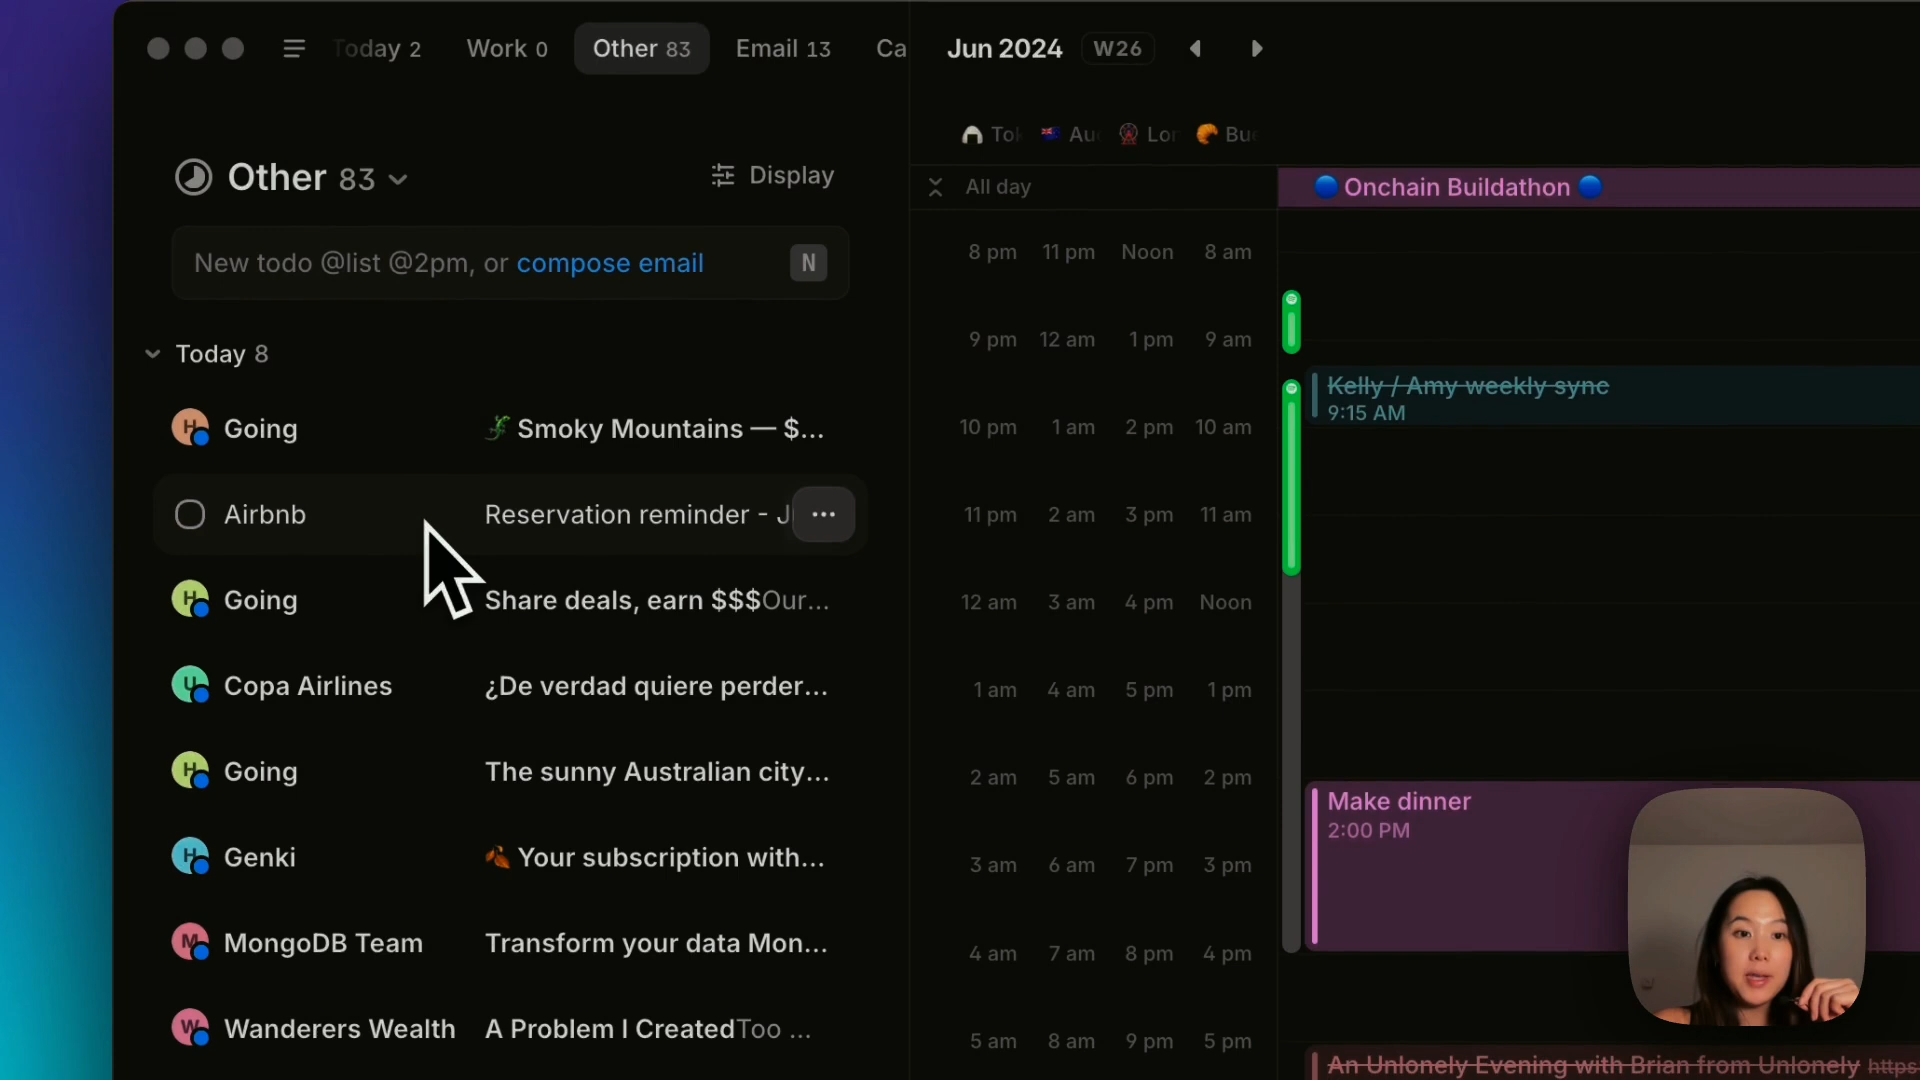 Today 2
Work 0
Other 83
Email 13
Ca
Jun 2024
W26
Other 83
Display
New todo @list @2pm, or compose email
N
Today 8
H Going 🦎 Smoky Mountains — $...
Airbnb Reservation reminder - J ...
H Going Share deals, earn $$$Our...
U Copa Airlines ¿De verdad quiere perder...
H Going The sunny Australian city...
H Genki 🍂 Your subscription with...
M MongoDB Team Transform your data Mon...
W Wanderers Wealth A Problem I CreatedToo ...
Tok Auc Lon Bue
All day
8 pm 11 pm Noon 8 am
9 pm 12 am 1 pm 9 am
10 pm 1 am 2 pm 10 am
11 pm 2 am 3 pm 11 am
12 am 3 am 4 pm Noon
1 am 4 am 5 pm 1 pm
2 am 5 am 6 pm 2 pm
3 am 6 am 7 pm 3 pm
4 am 7 am 8 pm 4 pm
5 am 8 am 9 pm 5 pm
🔵 Onchain Buildathon 🔵
Kelly / Amy weekly sync
9:15 AM
Make dinner
2:00 PM
An Unlonely Evening with Brian from Unlonely https